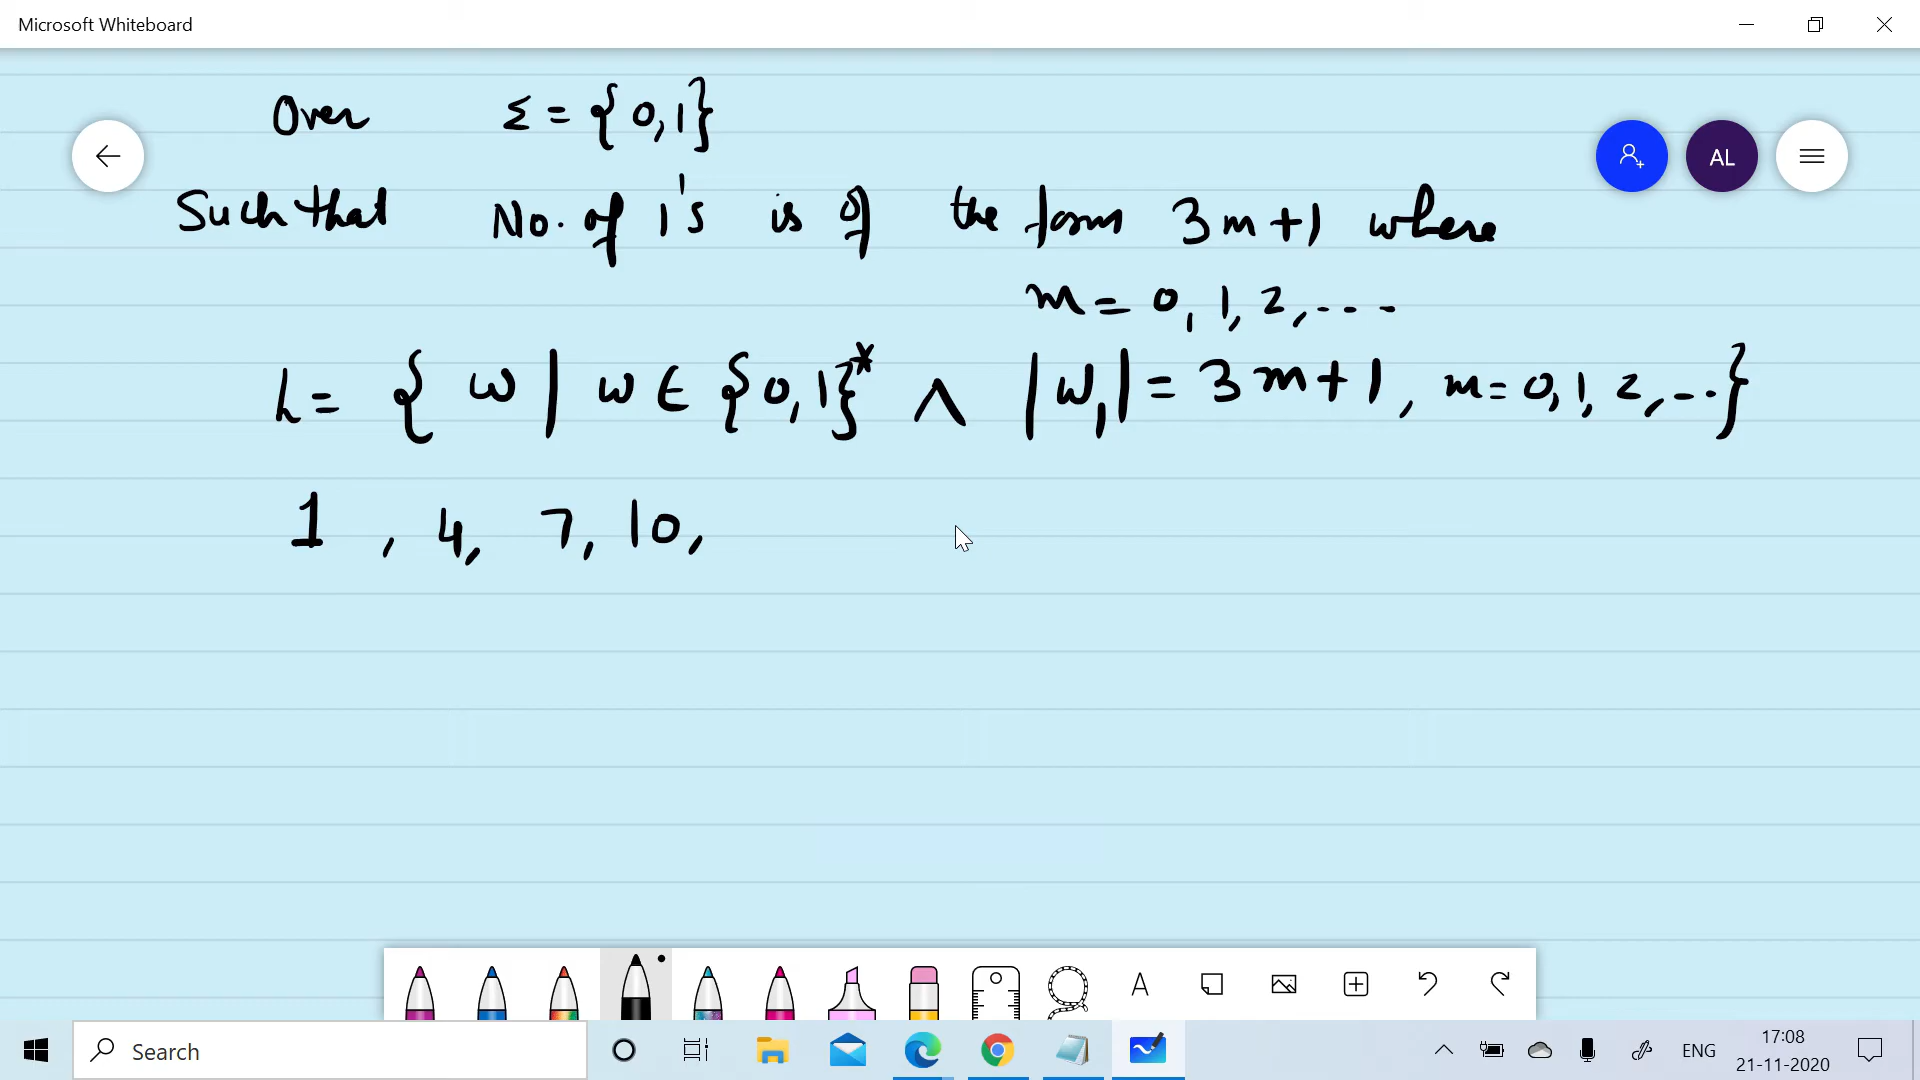 Microsoft Whiteboard
Over Σ = {0,1}
AL
Such that No. of 1's is of the form 3m+1 where
m = 0, 1, 2, ...
L = { w | w ∈ {0,1}* ∧ |w₁| = 3m+1, m=0, 1, 2, ...}
1, 4, 7, 10,
A
Search
ENG
17:08
21-11-2020